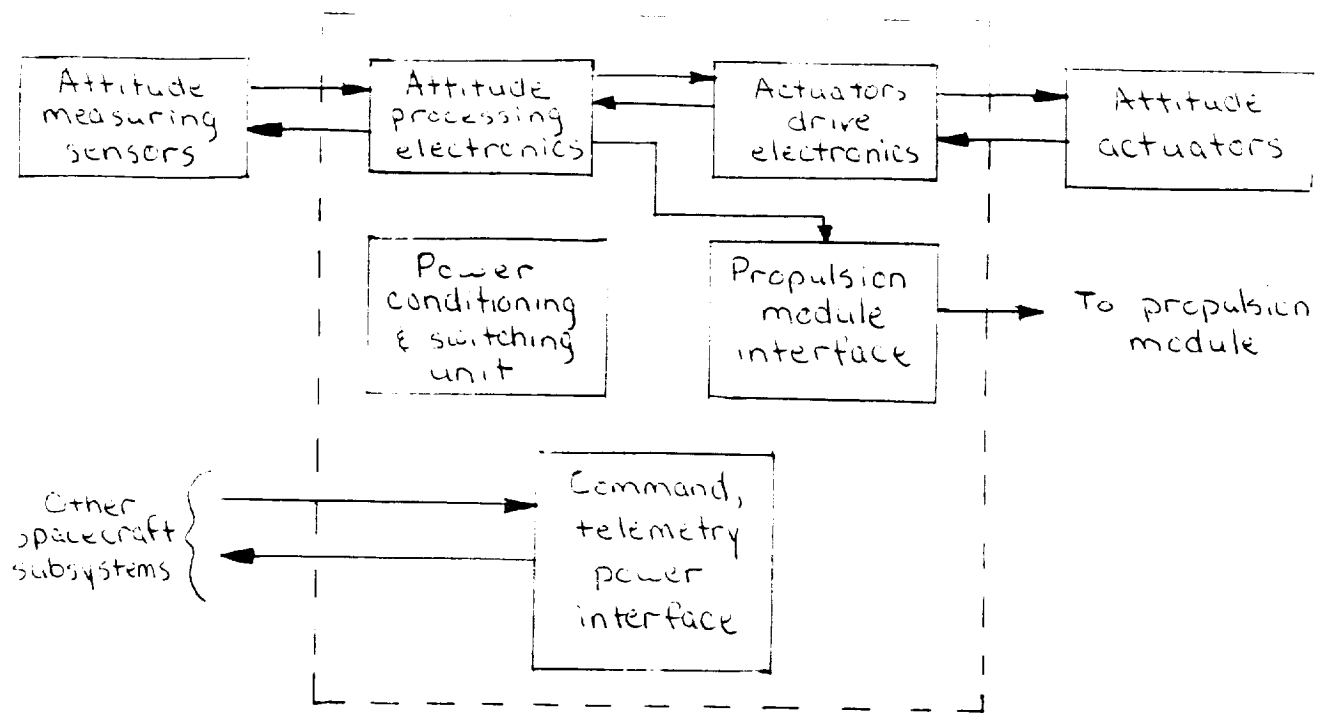 Attitude
measuring
sensors
Attitude
processing
electronics
Actuators
drive
electronics
Attitude
actuators
Power
conditioning
& switching
unit
Propulsion
module
interface
To propulsion
module
Other
spacecraft
subsystems
Command,
telemetry
power
interface